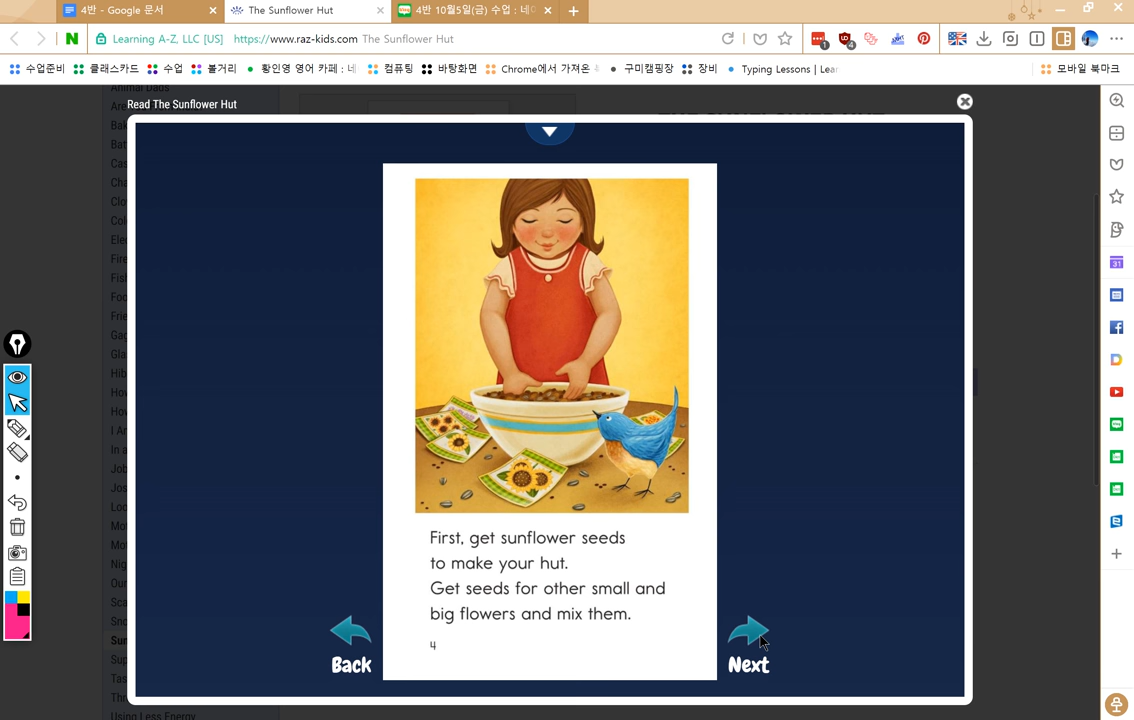 4반 - Google 문서
The Sunflower Hut
4반 10월5일(금) 수업 : 네
Learning A-Z, LLC [US] https://www.raz-kids.com The Sunflower Hut
수업준비 클래스카드 수업 볼거리 황인영 영어 카페 : 네 컴퓨팅 바탕화면 Chrome에서 가져온 구미캠핑장 장비 Typing Lessons | Lear 모바일 북마크
Animal Dads
Read The Sunflower Hut
First, get sunflower seeds
to make your hut.
Get seeds for other small and
big flowers and mix them.
4
Back
Next
Using Less Energy